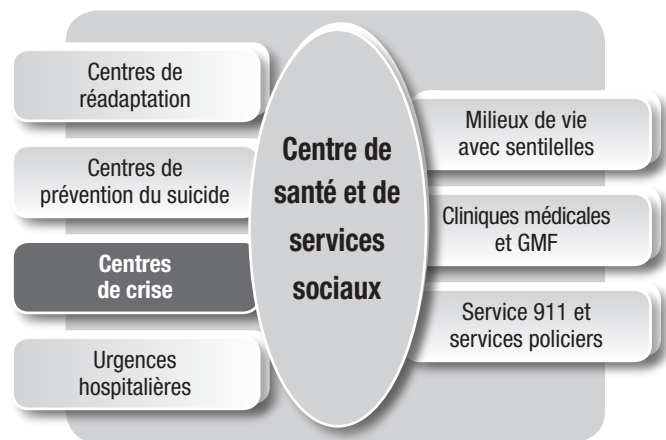 Centres de
réadaptation
Centres de
prévention du suicide
Centres
de crise
Urgences
hospitalières
Centre de
santé et de
services
sociaux
Milieux de vie
avec sentilelles
Cliniques médicales
et GMF
Service 911 et
services policiers